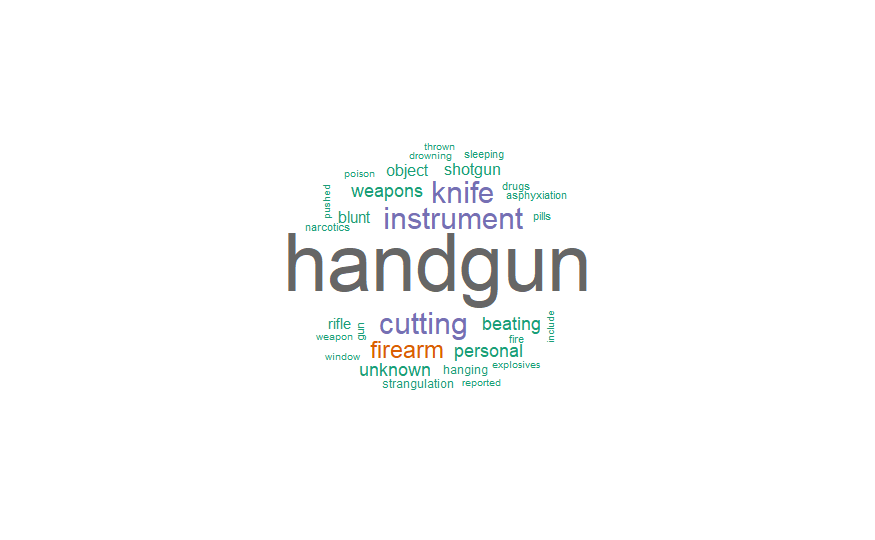 thrown
drowning sleeping
poison object shotgun
pushed weapons knife drugs
asphyxiation
narcotics blunt instrument pills
handgun
rifle gun cutting beating include
weapon fire
window firearm personal
unknown hanging explosives
strangulation reported